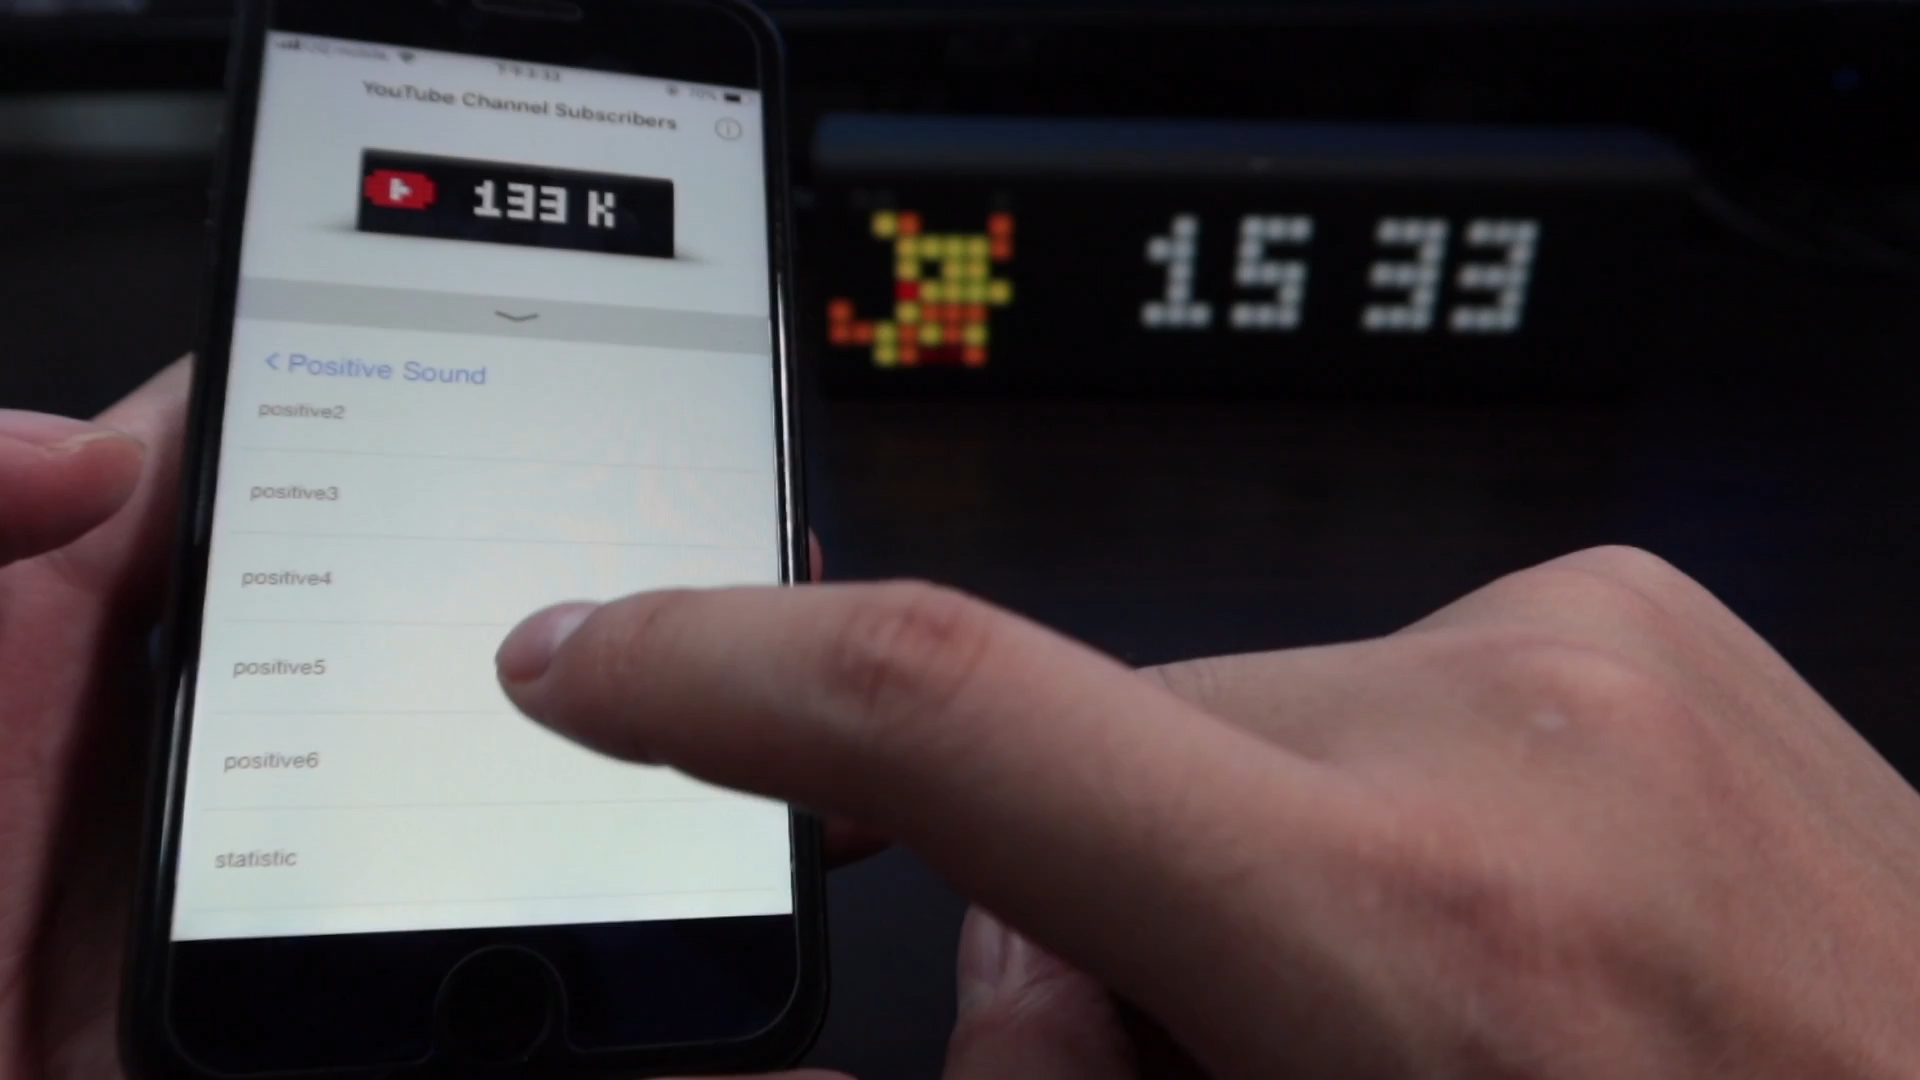 YouTube Channel Subscribers
133 K
15 33
< Positive Sound
positive2
positive3
positive4
positive5
positive6
statistic